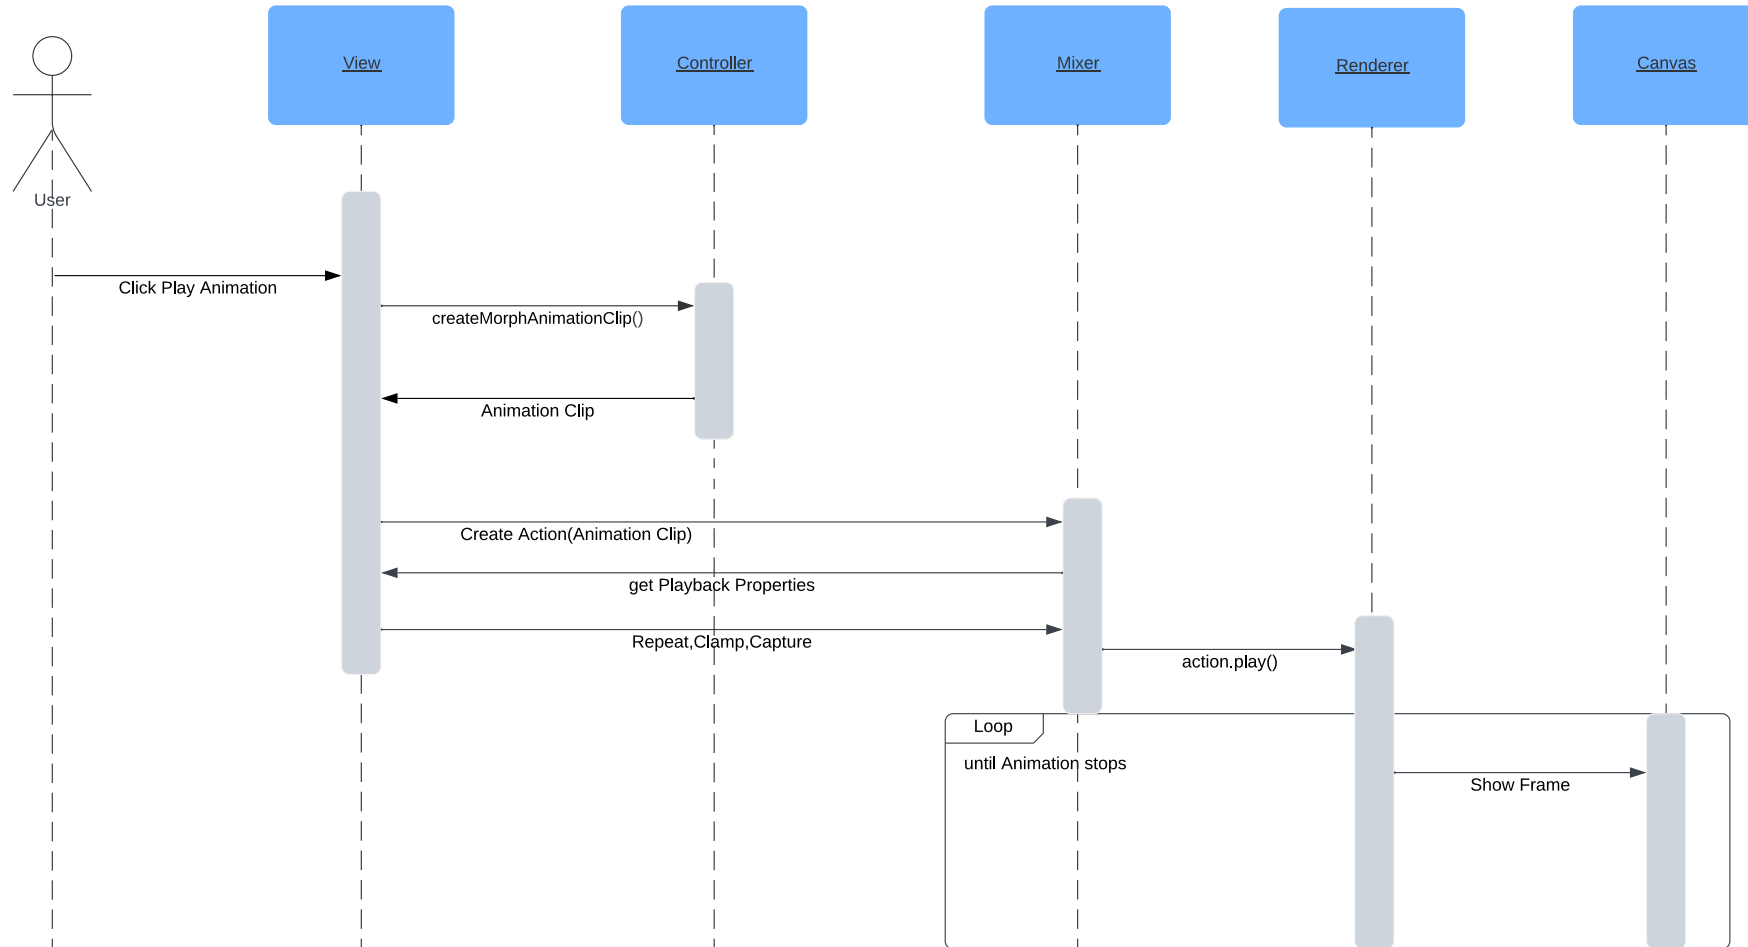 View
Controller
Mixer
Renderer
Canvas
User
Click Play Animation
createMorphAnimationClip()
Animation Clip
Create Action(Animation Clip)
get Playback Properties
Repeat,Clamp,Capture
action.play()
Loop
until Animation stops
Show Frame